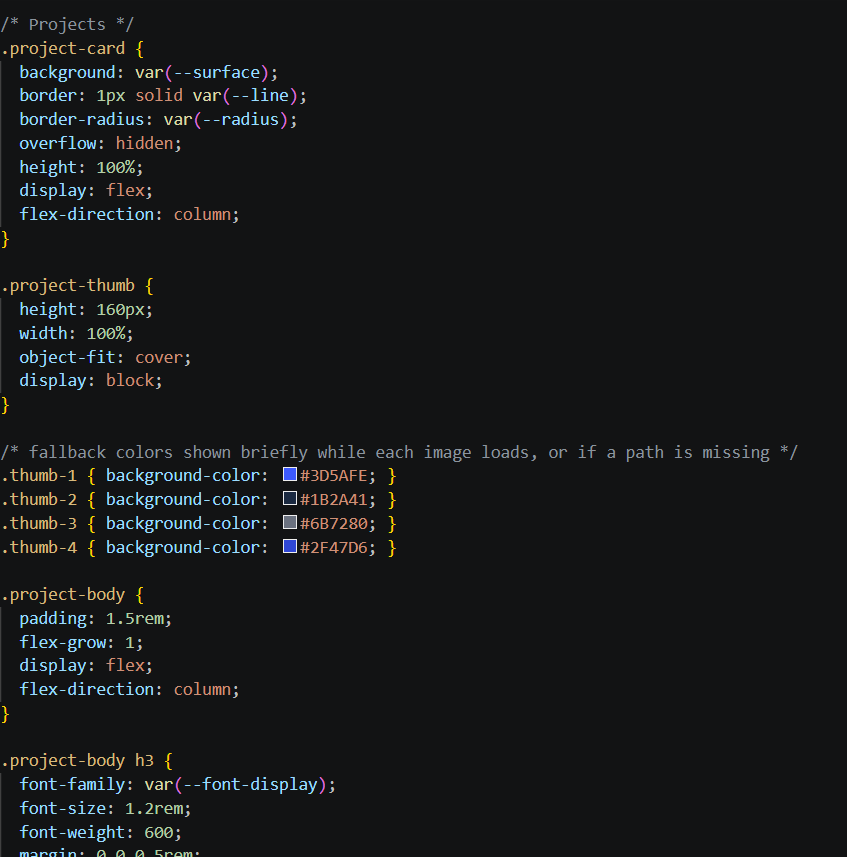 /* Projects */
.project-card {
  background: var(--surface);
  border: 1px solid var(--line);
  border-radius: var(--radius);
  overflow: hidden;
  height: 100%;
  display: flex;
  flex-direction: column;
}

.project-thumb {
  height: 160px;
  width: 100%;
  object-fit: cover;
  display: block;
}

/* fallback colors shown briefly while each image loads, or if a path is missing */
.thumb-1 { background-color: #3D5AFE; }
.thumb-2 { background-color: #1B2A41; }
.thumb-3 { background-color: #6B7280; }
.thumb-4 { background-color: #2F47D6; }

.project-body {
  padding: 1.5rem;
  flex-grow: 1;
  display: flex;
  flex-direction: column;
}

.project-body h3 {
  font-family: var(--font-display);
  font-size: 1.2rem;
  font-weight: 600;
  margin: 0 0 0.5rem;